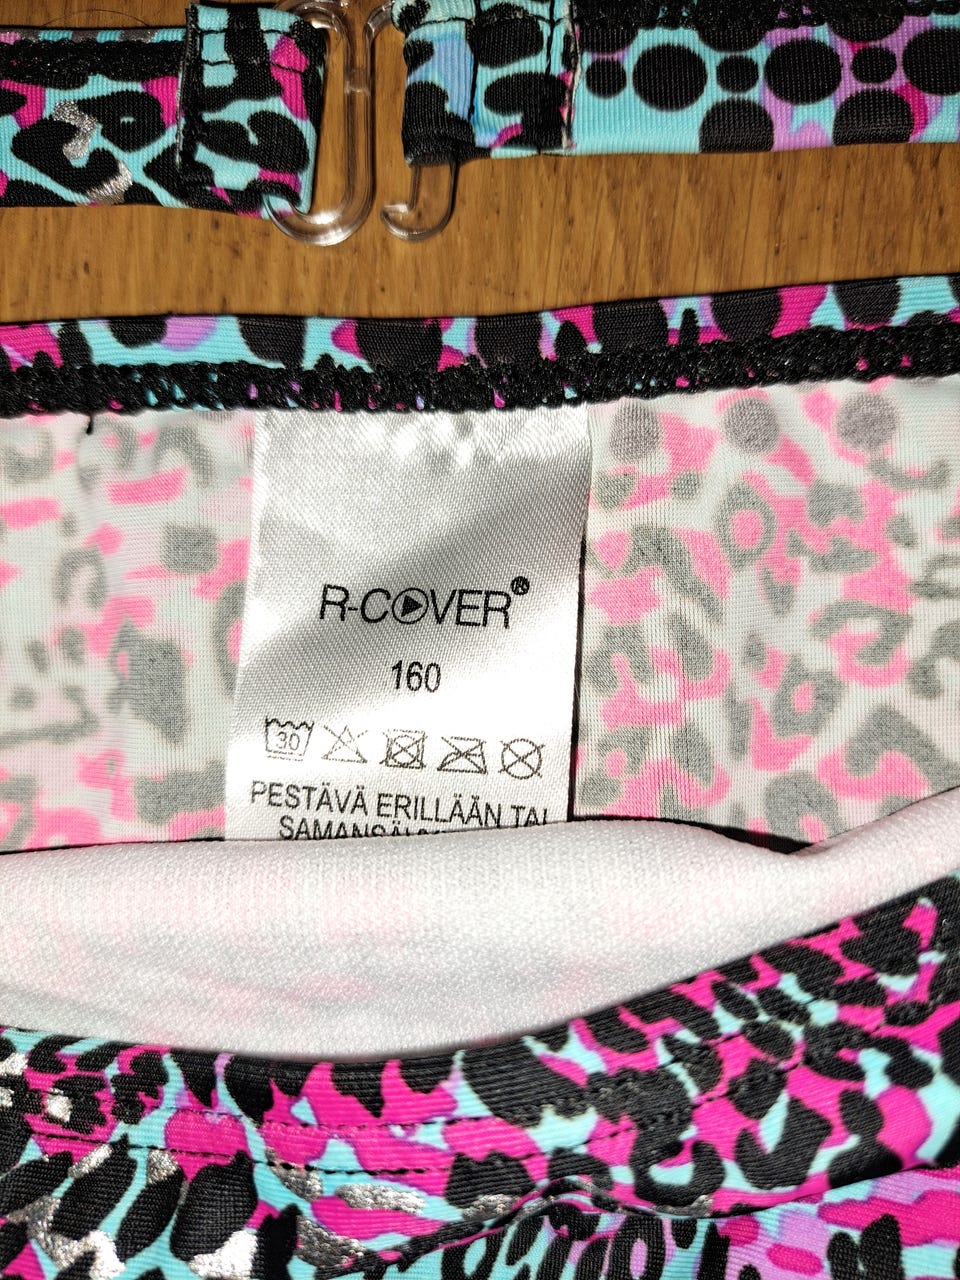 R-COVER®
160
30
PESTÄVÄ ERILLÄÄN TAI